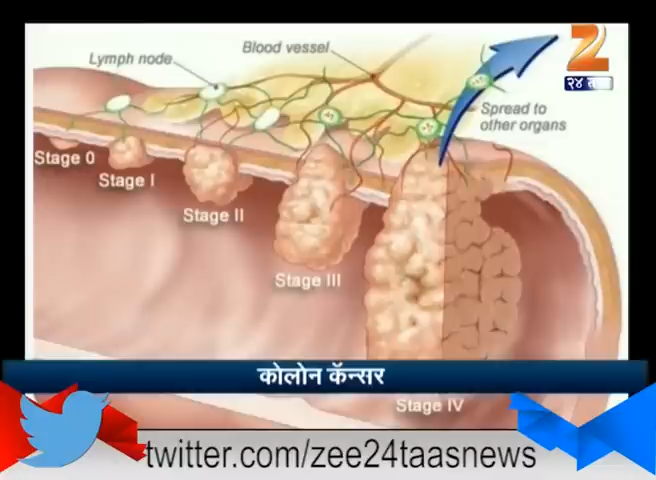 Lymph node
Blood vessel
Spread to
other organs
२४ तास
Stage 0
Stage I
Stage II
Stage III
कोलोन कॅन्सर
Stage IV
twitter.com/zee24taasnews